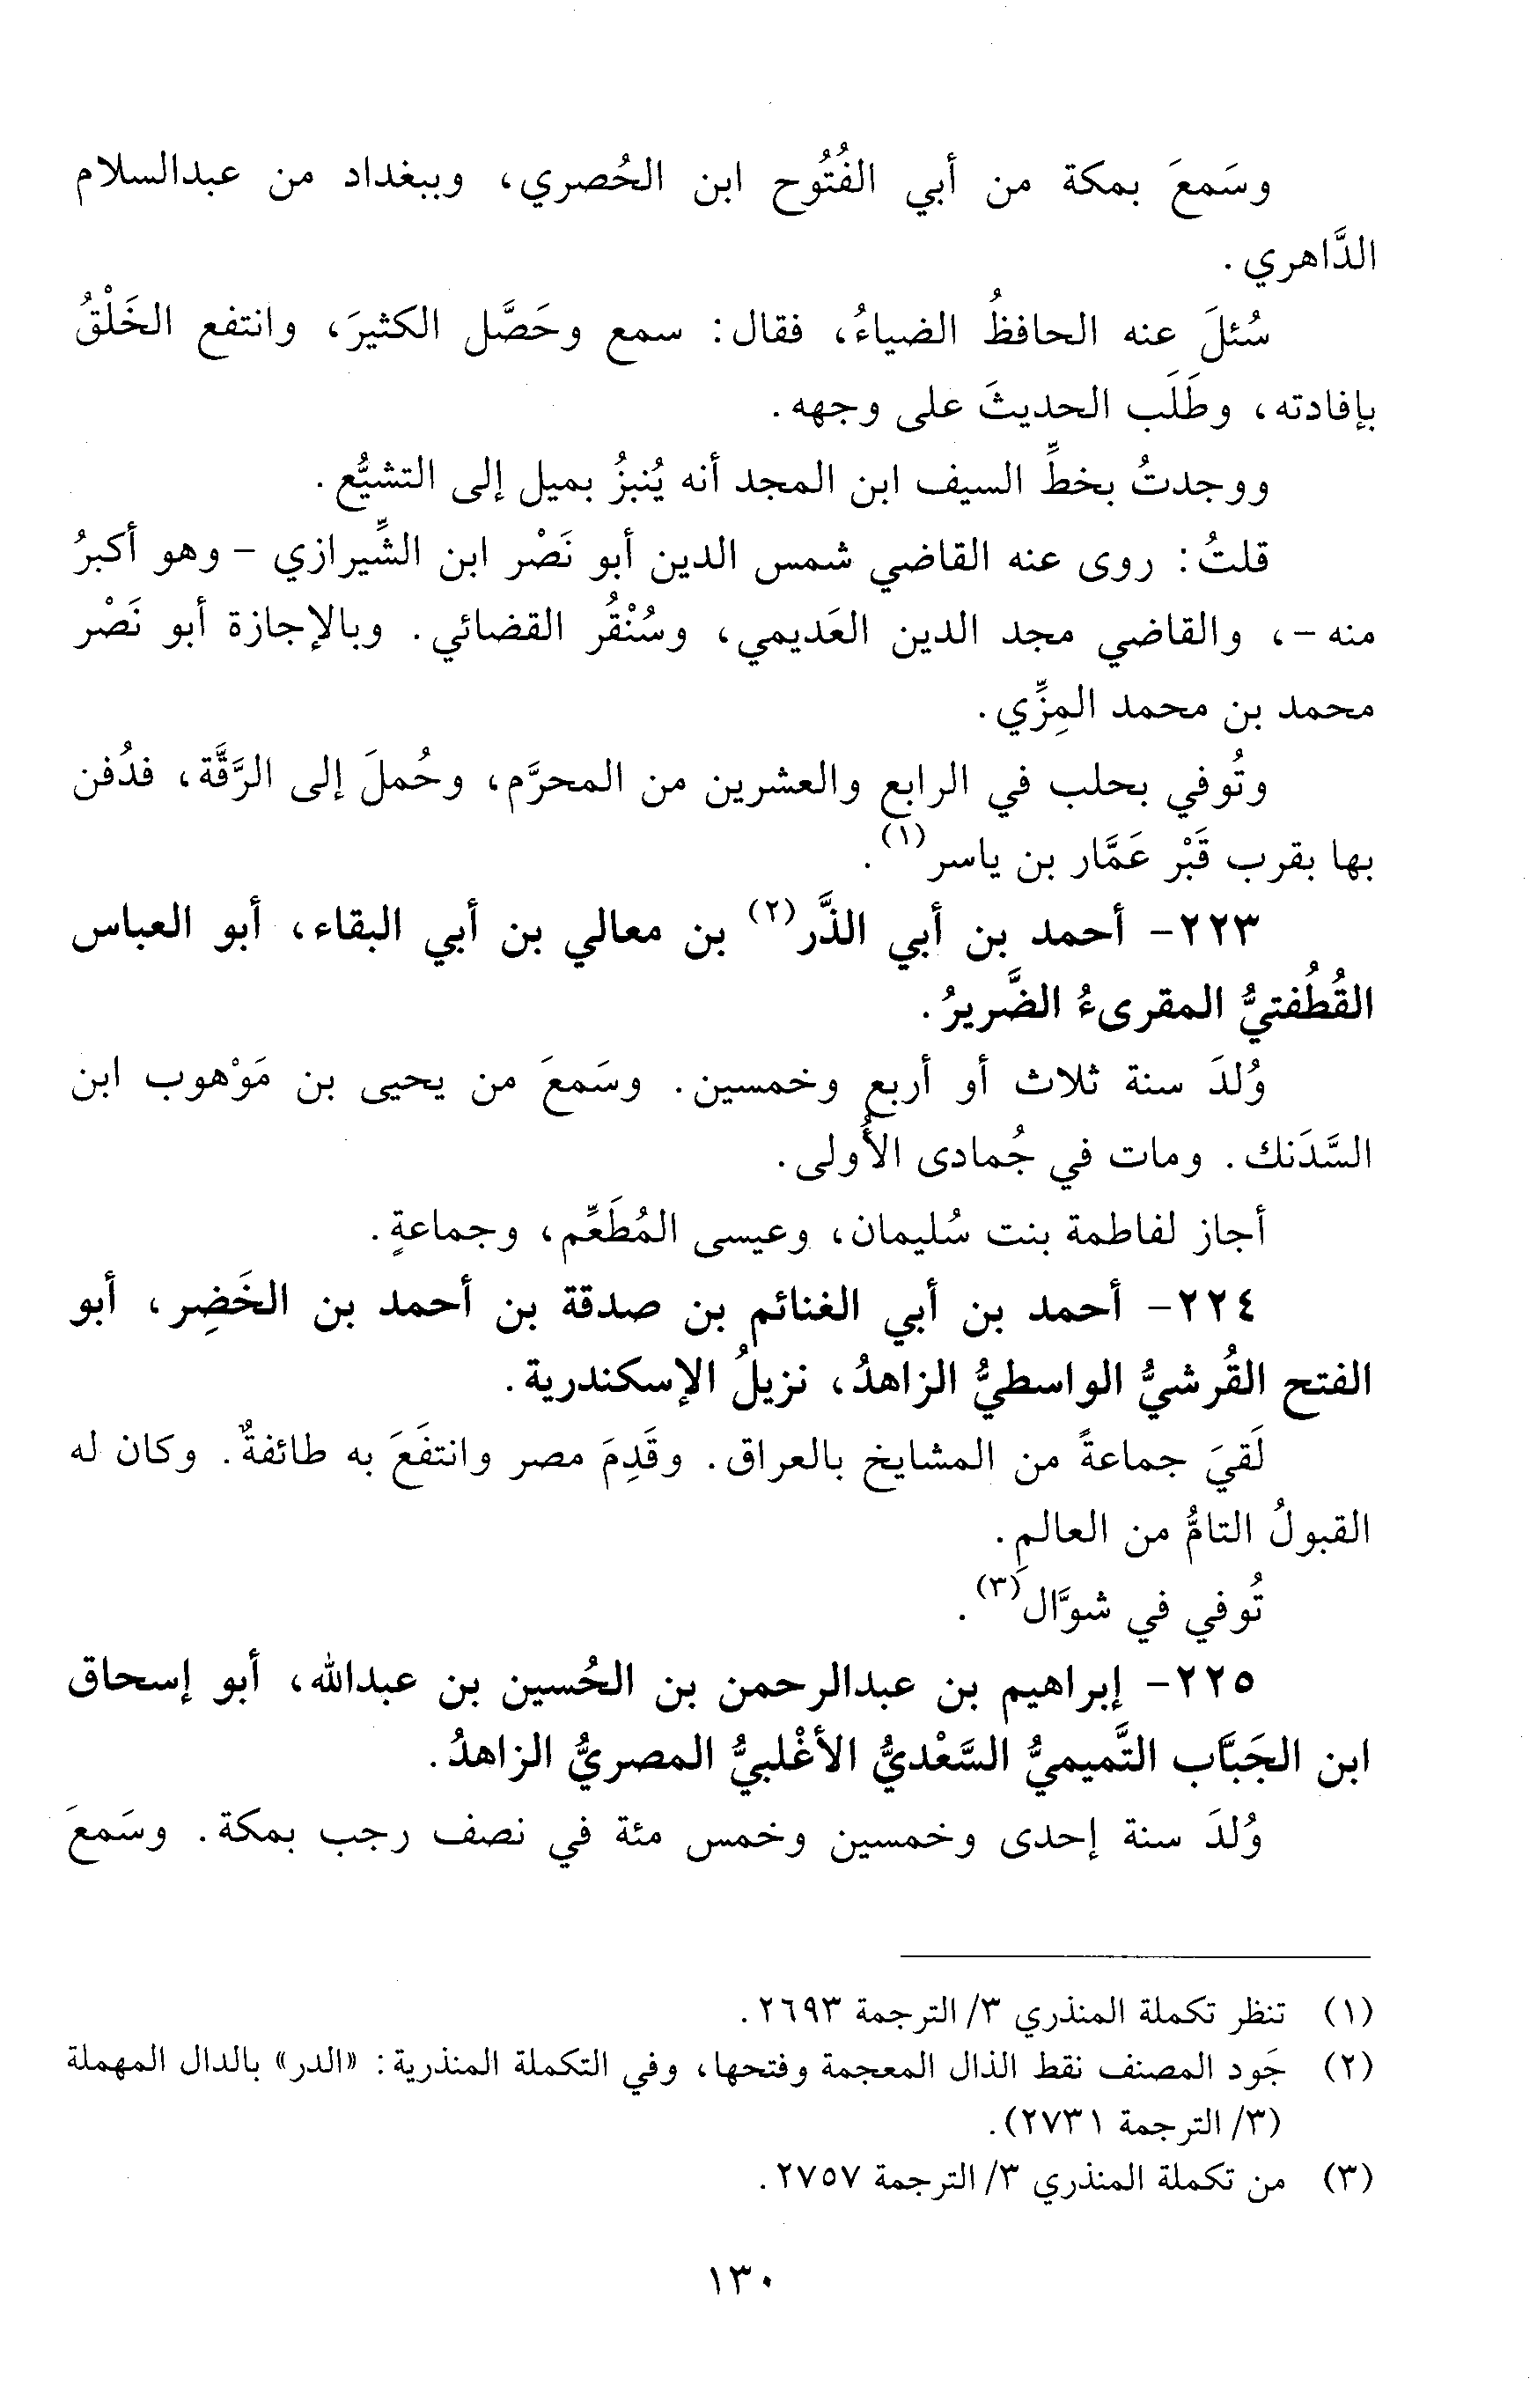 وسَمعَ بمكة من أبي الفُتُوح ابن الحُصري، وببغداد من عبدالسلام
الدَّاهري.
سُئلَ عنه الحافظُ الضياءُ، فقال: سمع وحَصَّل الكثيرَ، وانتفع الخَلْقُ
بإفادته، وطَلَب الحديثَ على وجهه.
ووجدتُ بخطِّ السيف ابن المجد أنه يُنبزُ بميل إلى التشيُّع.
قلتُ: روى عنه القاضي شمس الدين أبو نَصْر ابن الشِّيرازي - وهو أكبرُ
منه -، والقاضي مجد الدين العَديمي، وسُنْقُر القضائي. وبالإجازة أبو نَصْر
محمد بن محمد المِزِّي.
وتُوفي بحلب في الرابع والعشرين من المحرَّم، وحُملَ إلى الرَّقَّة، فدُفن
بها بقرب قَبْر عَمَّار بن ياسر(١).
٢٢٣- أحمد بن أبي الذَّر(٢) بن معالي بن أبي البقاء، أبو العباس
القُطُفتيُّ المقرىءُ الضَّريرُ.
وُلدَ سنة ثلاث أو أربع وخمسين. وسَمعَ من يحيى بن مَوْهوب ابن
السَّدَنك. ومات في جُمادى الأُولى.
أجاز لفاطمة بنت سُليمان، وعيسى المُطَعِّم، وجماعةٍ.
٢٢٤- أحمد بن أبي الغنائم بن صدقة بن أحمد بن الخَضِر، أبو
الفتح القُرشيُّ الواسطيُّ الزاهدُ، نزيلُ الإسكندرية.
لَقيَ جماعةً من المشايخ بالعراق. وقَدِمَ مصر وانتفَعَ به طائفةٌ. وكان له
القبولُ التامُّ من العالمِ.
تُوفي في شوَّال(٣).
٢٢٥- إبراهيم بن عبدالرحمن بن الحُسين بن عبدالله، أبو إسحاق
ابن الجَبَّاب التَّميميُّ السَّعْديُّ الأغْلبيُّ المصريُّ الزاهدُ.
وُلدَ سنة إحدى وخمسين وخمس مئة في نصف رجب بمكة. وسَمعَ
(١) تنظر تكملة المنذري ٣/ الترجمة ٢٦٩٣.
(٢) جَود المصنف نقط الذال المعجمة وفتحها، وفي التكملة المنذرية: «الدر» بالدال المهملة
(٣/ الترجمة ٢٧٣١).
(٣) من تكملة المنذري ٣/ الترجمة ٢٧٥٧.
١٣٠